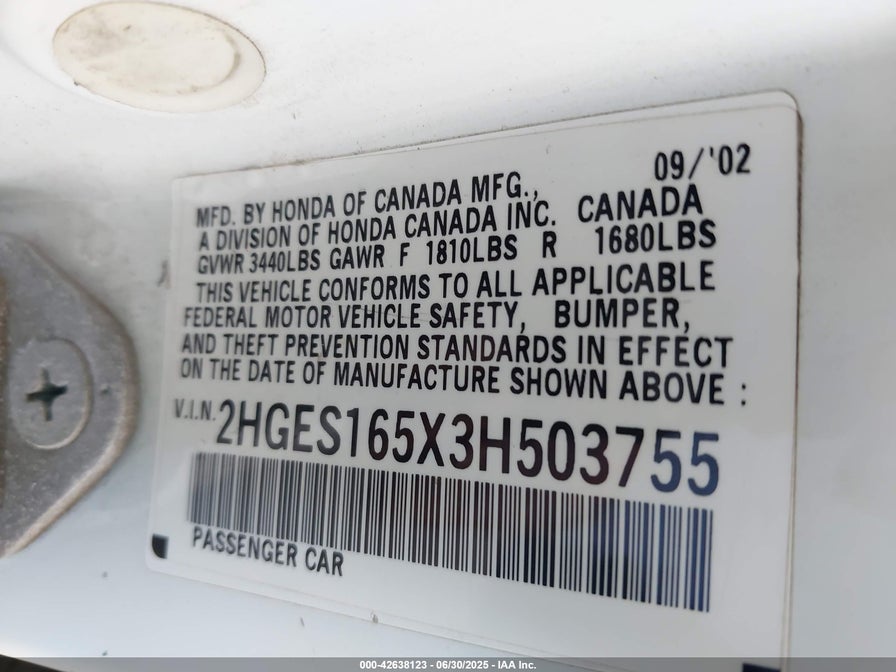 09/'02
MFD. BY HONDA OF CANADA MFG.,
A DIVISION OF HONDA CANADA INC. CANADA
GVWR 3440LBS GAWR F 1810LBS R 1680LBS
THIS VEHICLE CONFORMS TO ALL APPLICABLE
FEDERAL MOTOR VEHICLE SAFETY, BUMPER,
AND THEFT PREVENTION STANDARDS IN EFFECT
ON THE DATE OF MANUFACTURE SHOWN ABOVE :
V.I.N. 2HGES165X3H503755
PASSENGER CAR
000-42638123 - 06/30/2025 - IAA Inc.